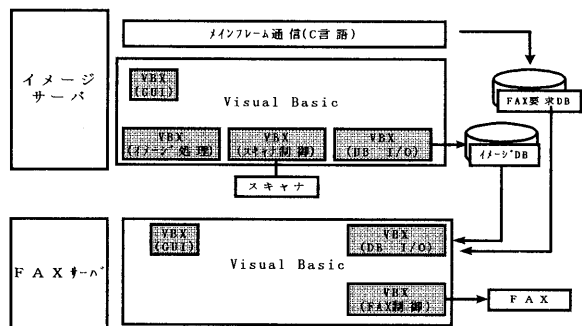 メインフレーム通信(C言語)
イメージ
サーバ
VBX
(GUI)
Visual Basic
VBX
(イメージ処理)
VBX
(スキャナ制御)
VBX
(DB I/O)
スキャナ
FAX要求DB
イメージDB
FAXサーバ
VBX
(GUI)
Visual Basic
VBX
(DB I/O)
VBX
(FAX制御)
FAX